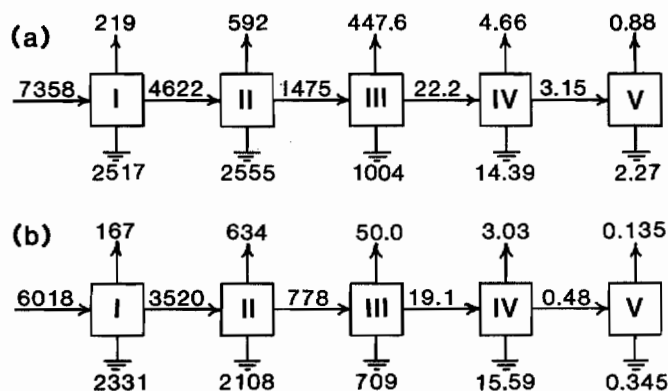 (a)
219 592 447.6 4.66 0.88
7358 I 4622 II 1475 III 22.2 IV 3.15 V
2517 2555 1004 14.39 2.27
(b)
167 634 50.0 3.03 0.135
6018 I 3520 II 778 III 19.1 IV 0.48 V
2331 2108 709 15.59 0.345